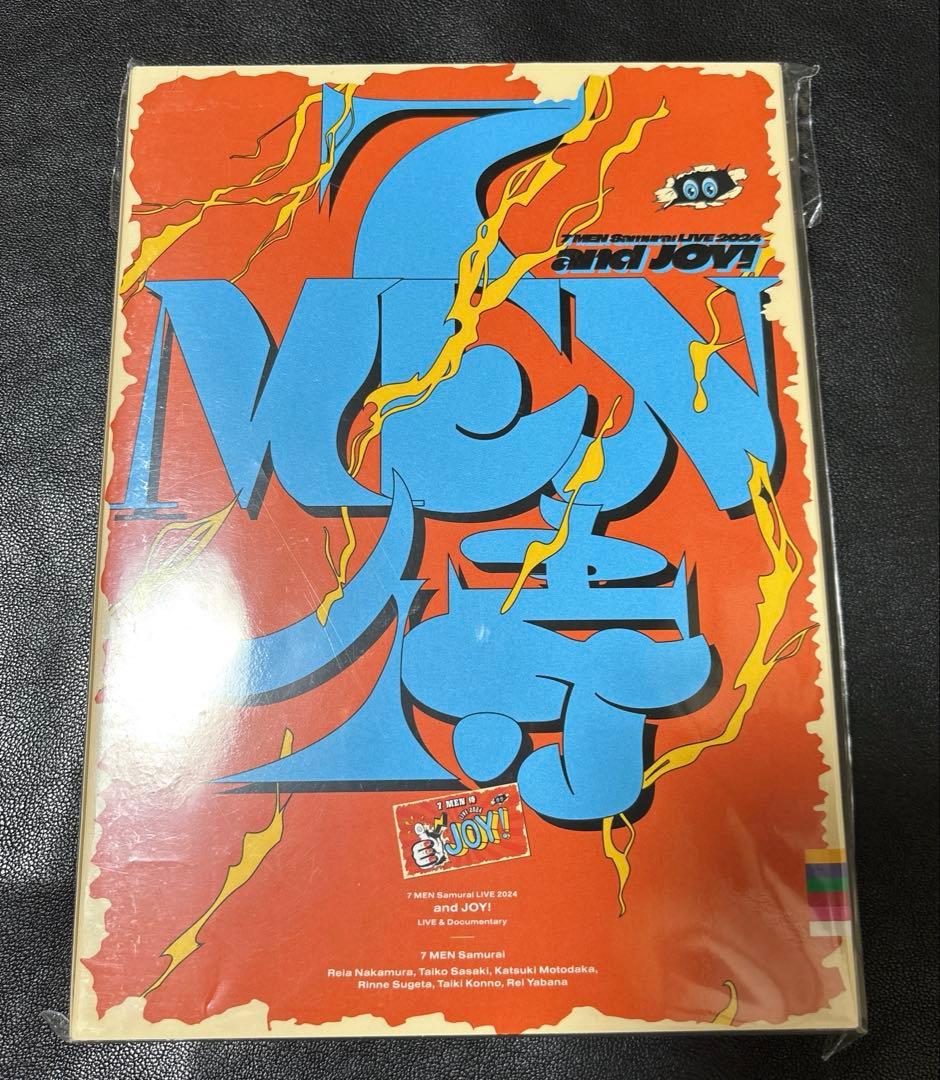 7
MEN
侍
7 MEN Samurai LIVE 2024
and JOY!
7 MEN 侍
LIVE 2024
JOY!
7 MEN Samurai LIVE 2024
and JOY!
LIVE & Documentary
7 MEN Samurai
Reia Nakamura, Taiko Sasaki, Katsuki Motodaka,
Rinne Sugeta, Taiki Konno, Rei Yabana